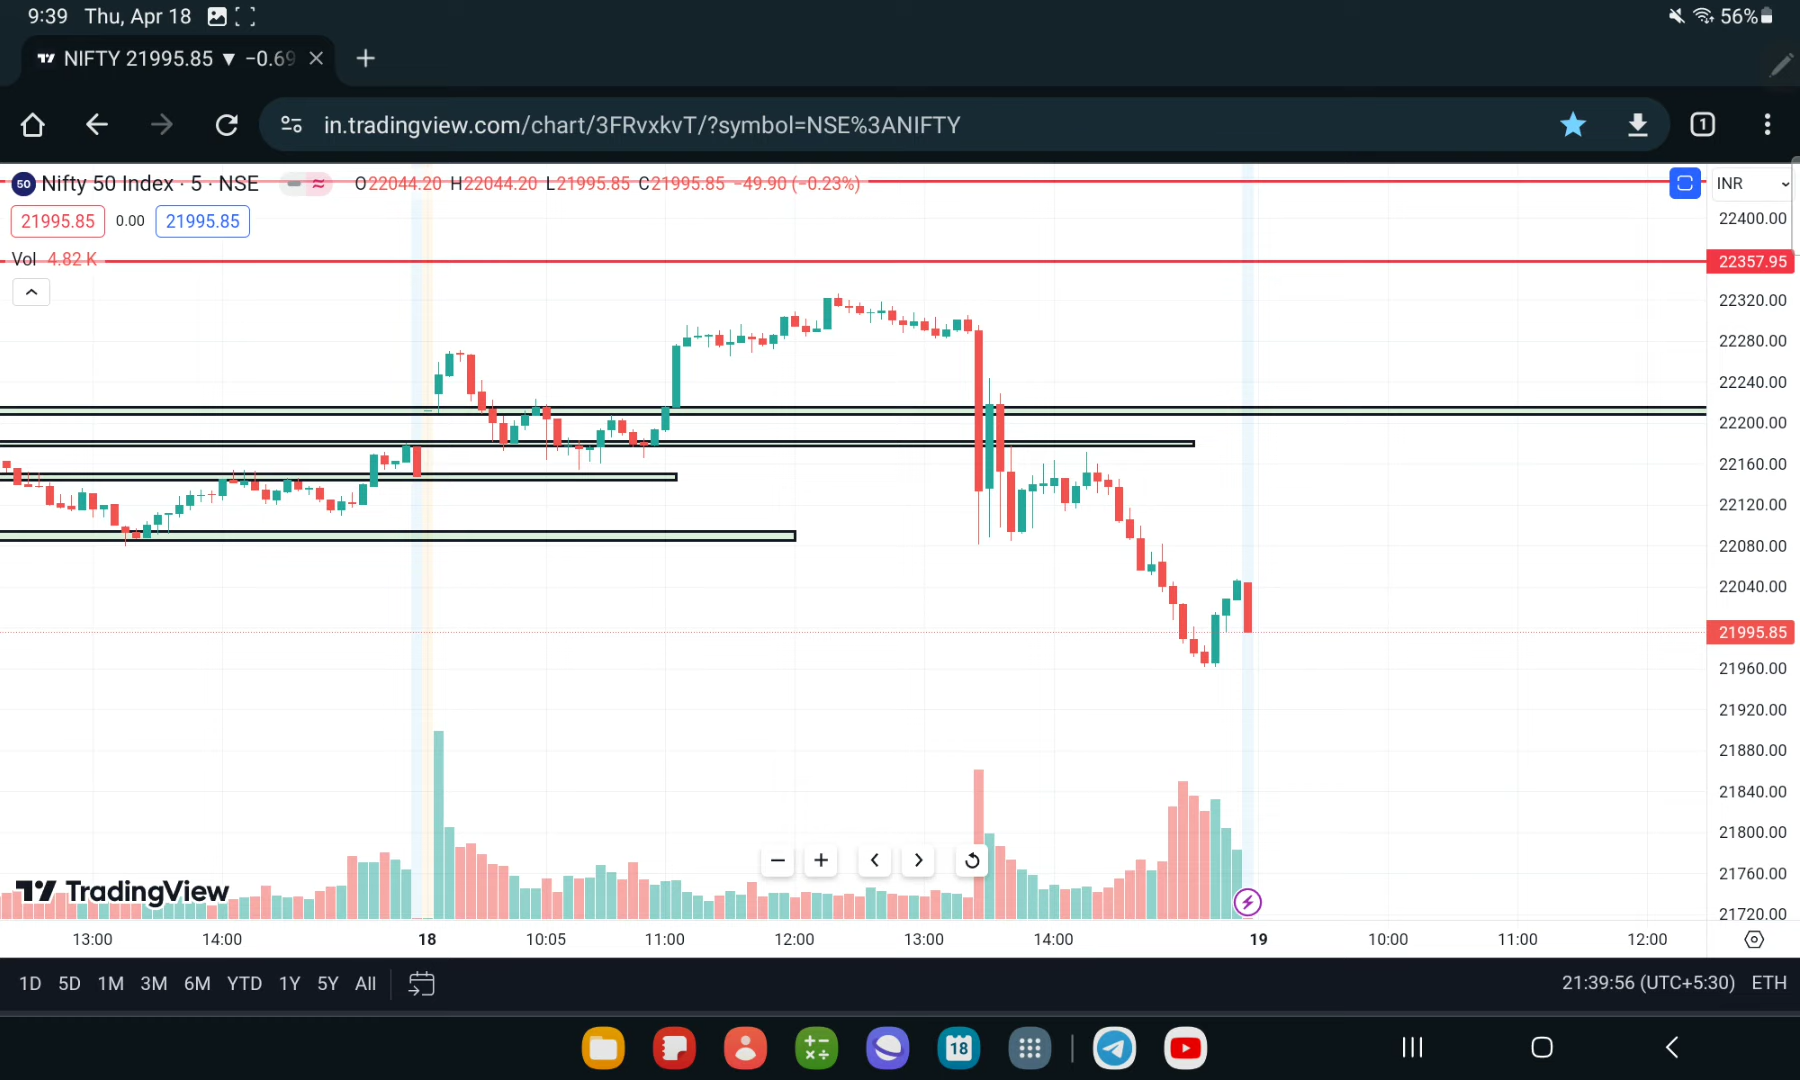 9:39 Thu, Apr 18 56%
NIFTY 21995.85 ▼ −0.69
in.tradingview.com/chart/3FRvxkvT/?symbol=NSE%3ANIFTY 1
50 Nifty 50 Index · 5 · NSE O22044.20 H22044.20 L21995.85 C21995.85 −49.90 (−0.23%) INR
21995.85 0.00 21995.85
Vol 4.82 K
22400.00
22357.95
22320.00
22280.00
22240.00
22200.00
22160.00
22120.00
22080.00
22040.00
21995.85
21960.00
21920.00
21880.00
21840.00
21800.00
21760.00
21720.00
TradingView
13:00 14:00 18 10:05 11:00 12:00 13:00 14:00 19 10:00 11:00 12:00
1D 5D 1M 3M 6M YTD 1Y 5Y All 21:39:56 (UTC+5:30) ETH
18